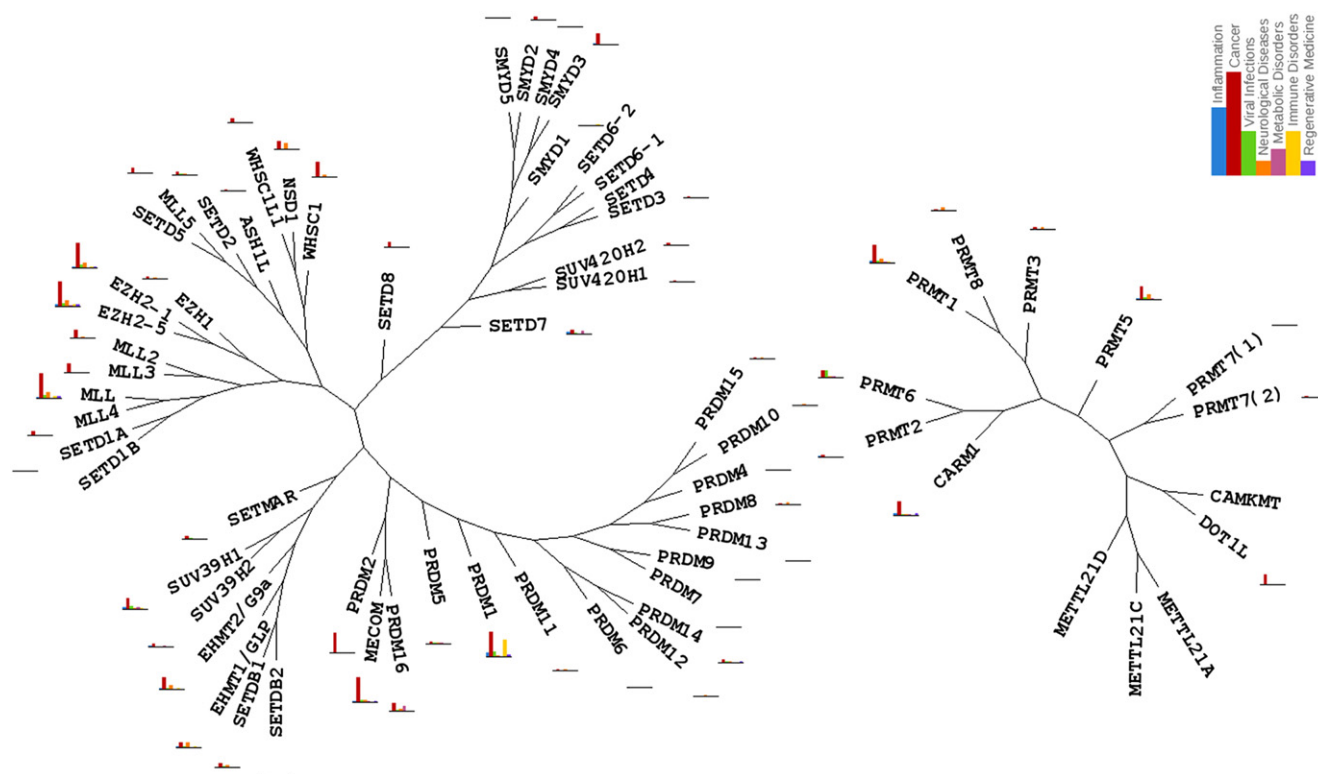 SMYD5
SMYD2
SMYD4
SMYD3
SMYD1
SETD6-2
SETD6-1
SETD4
SETD3
SUV420H2
SUV420H1
SETD7
SETD8
WHSC1L1
NSD1
WHSC1
MLL5
SETD5
SETD2
ASH1L
EZH2-1
EZH2-5
EZH1
MLL2
MLL3
MLL
MLL4
SETD1A
SETD1B
SETMAR
SUV39H1
SUV39H2
EHMT2/G9a
EHMT1/GLP
SETDB1
SETDB2
PRDM2
MECOM
PRDM16
PRDM5
PRDM1
PRDM11
PRDM6
PRDM12
PRDM14
PRDM7
PRDM9
PRDM13
PRDM8
PRDM4
PRDM10
PRDM15
PRMT8
PRMT3
PRMT1
PRMT5
PRMT7(1)
PRMT7(2)
PRMT6
PRMT2
CARM1
CAMKMT
DOT1L
METTL21D
METTL21C
METTL21A
Inflammation
Cancer
Viral Infections
Neurological Diseases
Metabolic Disorders
Immune Disorders
Regenerative Medicine